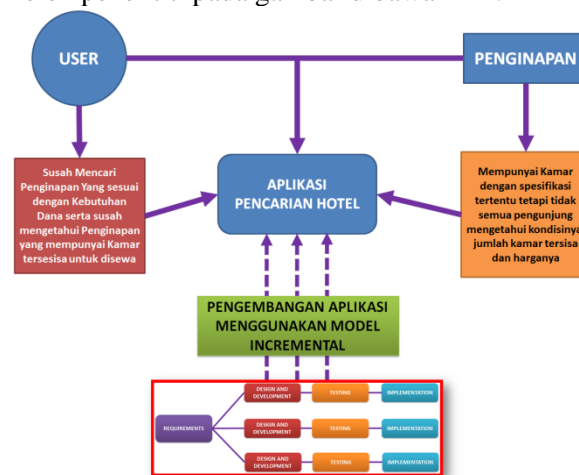 USER
PENGINAPAN
Susah Mencari
Penginapan Yang sesuai
dengan Kebutuhan
Dana serta susah
mengetahui Penginapan
yang mempunyai Kamar
tersesisa untuk disewa
APLIKASI
PENCARIAN HOTEL
Mempunyai Kamar
dengan spesifikasi
tertentu tetapi tidak
semua pengunjung
mengetahui kondisinya
jumlah kamar tersisa
dan harganya
PENGEMBANGAN APLIKASI
MENGGUNAKAN MODEL
INCREMENTAL
REQUIREMENTS
DESIGN AND
DEVELOPMENT
TESTING
IMPLEMENTATION
DESIGN AND
DEVELOPMENT
TESTING
IMPLEMENTATION
DESIGN AND
DEVELOPMENT
TESTING
IMPLEMENTATION